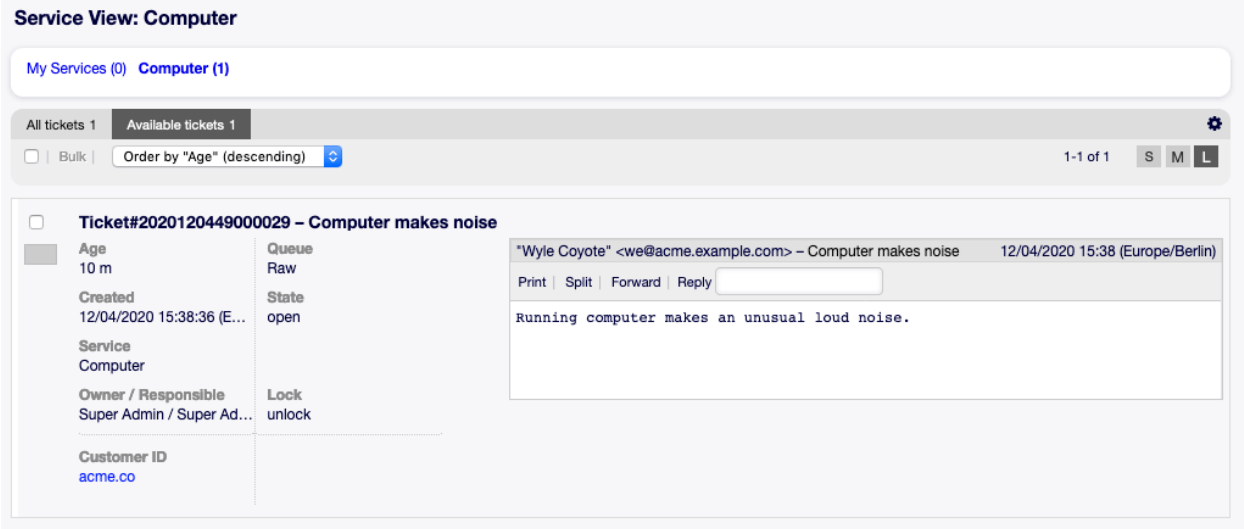 Service View: Computer
My Services (0) Computer (1)
All tickets 1 Available tickets 1
| Bulk | Order by "Age" (descending) 1-1 of 1 S M L
Ticket#2020120449000029 – Computer makes noise
Age Queue
10 m Raw
Created State
12/04/2020 15:38:36 (E... open
Service
Computer
Owner / Responsible Lock
Super Admin / Super Ad... unlock
Customer ID
acme.co
"Wyle Coyote" <we@acme.example.com> – Computer makes noise 12/04/2020 15:38 (Europe/Berlin)
Print | Split | Forward | Reply
Running computer makes an unusual loud noise.